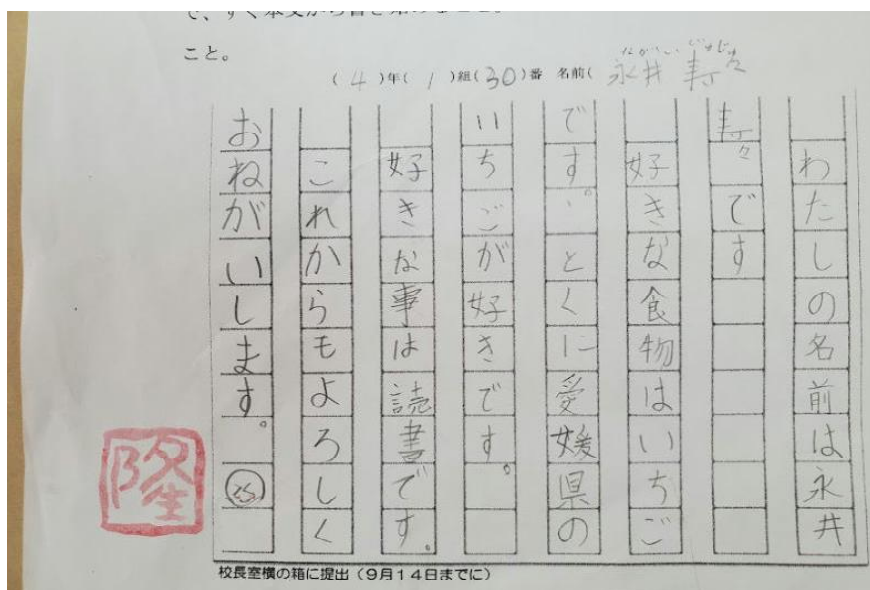 こと。
(4)年(1)組(30)番 名前(永井 寿々
わたしの名前は永井
寿々です
好きな食物はいちご
です。とくに愛媛県の
いちごが好きです。
好きな事は読書です。
これからもよろしく
おねがいします。
隆
校長室横の箱に提出(9月14日までに)